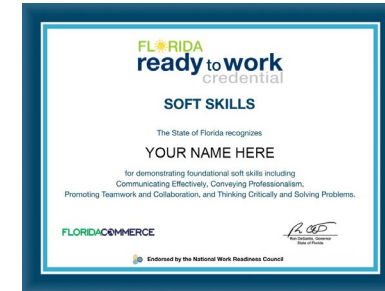 FLORIDA
ready to work
credential
SOFT SKILLS
The State of Florida recognizes
YOUR NAME HERE
for demonstrating foundational soft skills including
Communicating Effectively, Conveying Professionalism,
Promoting Teamwork and Collaboration, and Thinking Critically and Solving Problems.
FLORIDACOMMERCE
Ron DeSantis, Governor
State of Florida
Endorsed by the National Work Readiness Council